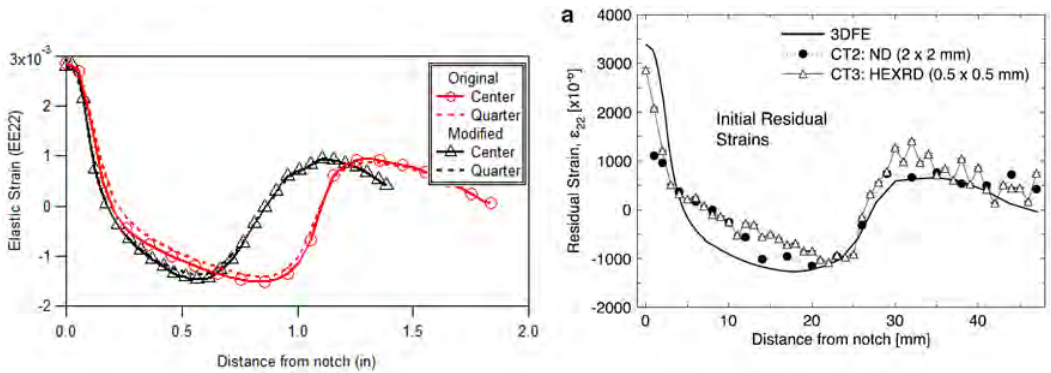 3×10⁻³
2
1
0
-1
-2
Elastic Strain (EE22)
Original
Center
Quarter
Modified
Center
Quarter
0.0 0.5 1.0 1.5 2.0
Distance from notch (in)
a
4000
3000
2000
1000
0
-1000
-2000
Residual Strain, ε22 [x10⁻⁶]
3DFE
CT2: ND (2 x 2 mm)
CT3: HEXRD (0.5 x 0.5 mm)
Initial Residual
Strains
0 10 20 30 40
Distance from notch [mm]